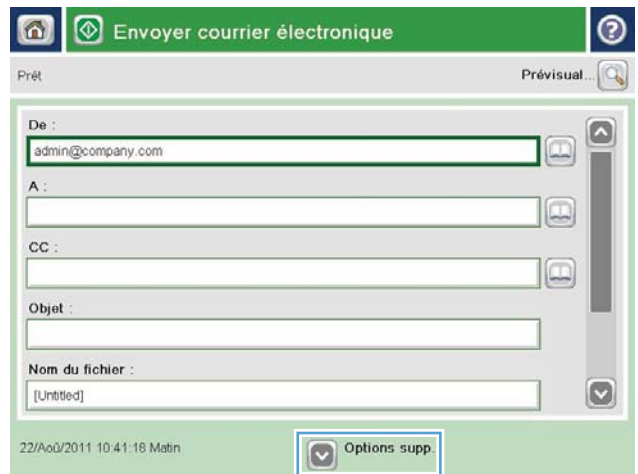 Envoyer courrier électronique
Prêt
Prévisual...
De :
admin@company.com
A :
CC :
Objet :
Nom du fichier :
[Untitled]
22/Aoû/2011 10:41:18 Matin
Options supp.